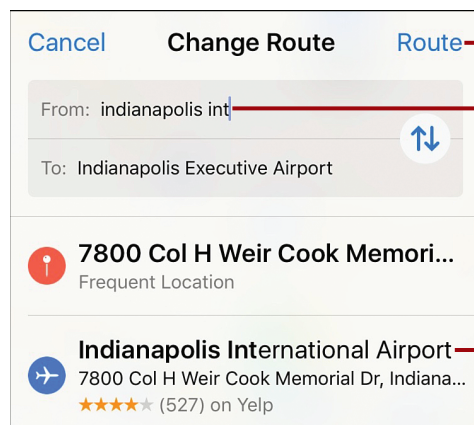 Cancel Change Route Route
From: indianapolis int
To: Indianapolis Executive Airport
7800 Col H Weir Cook Memori...
Frequent Location
Indianapolis International Airport
7800 Col H Weir Cook Memorial Dr, Indiana...
(527) on Yelp